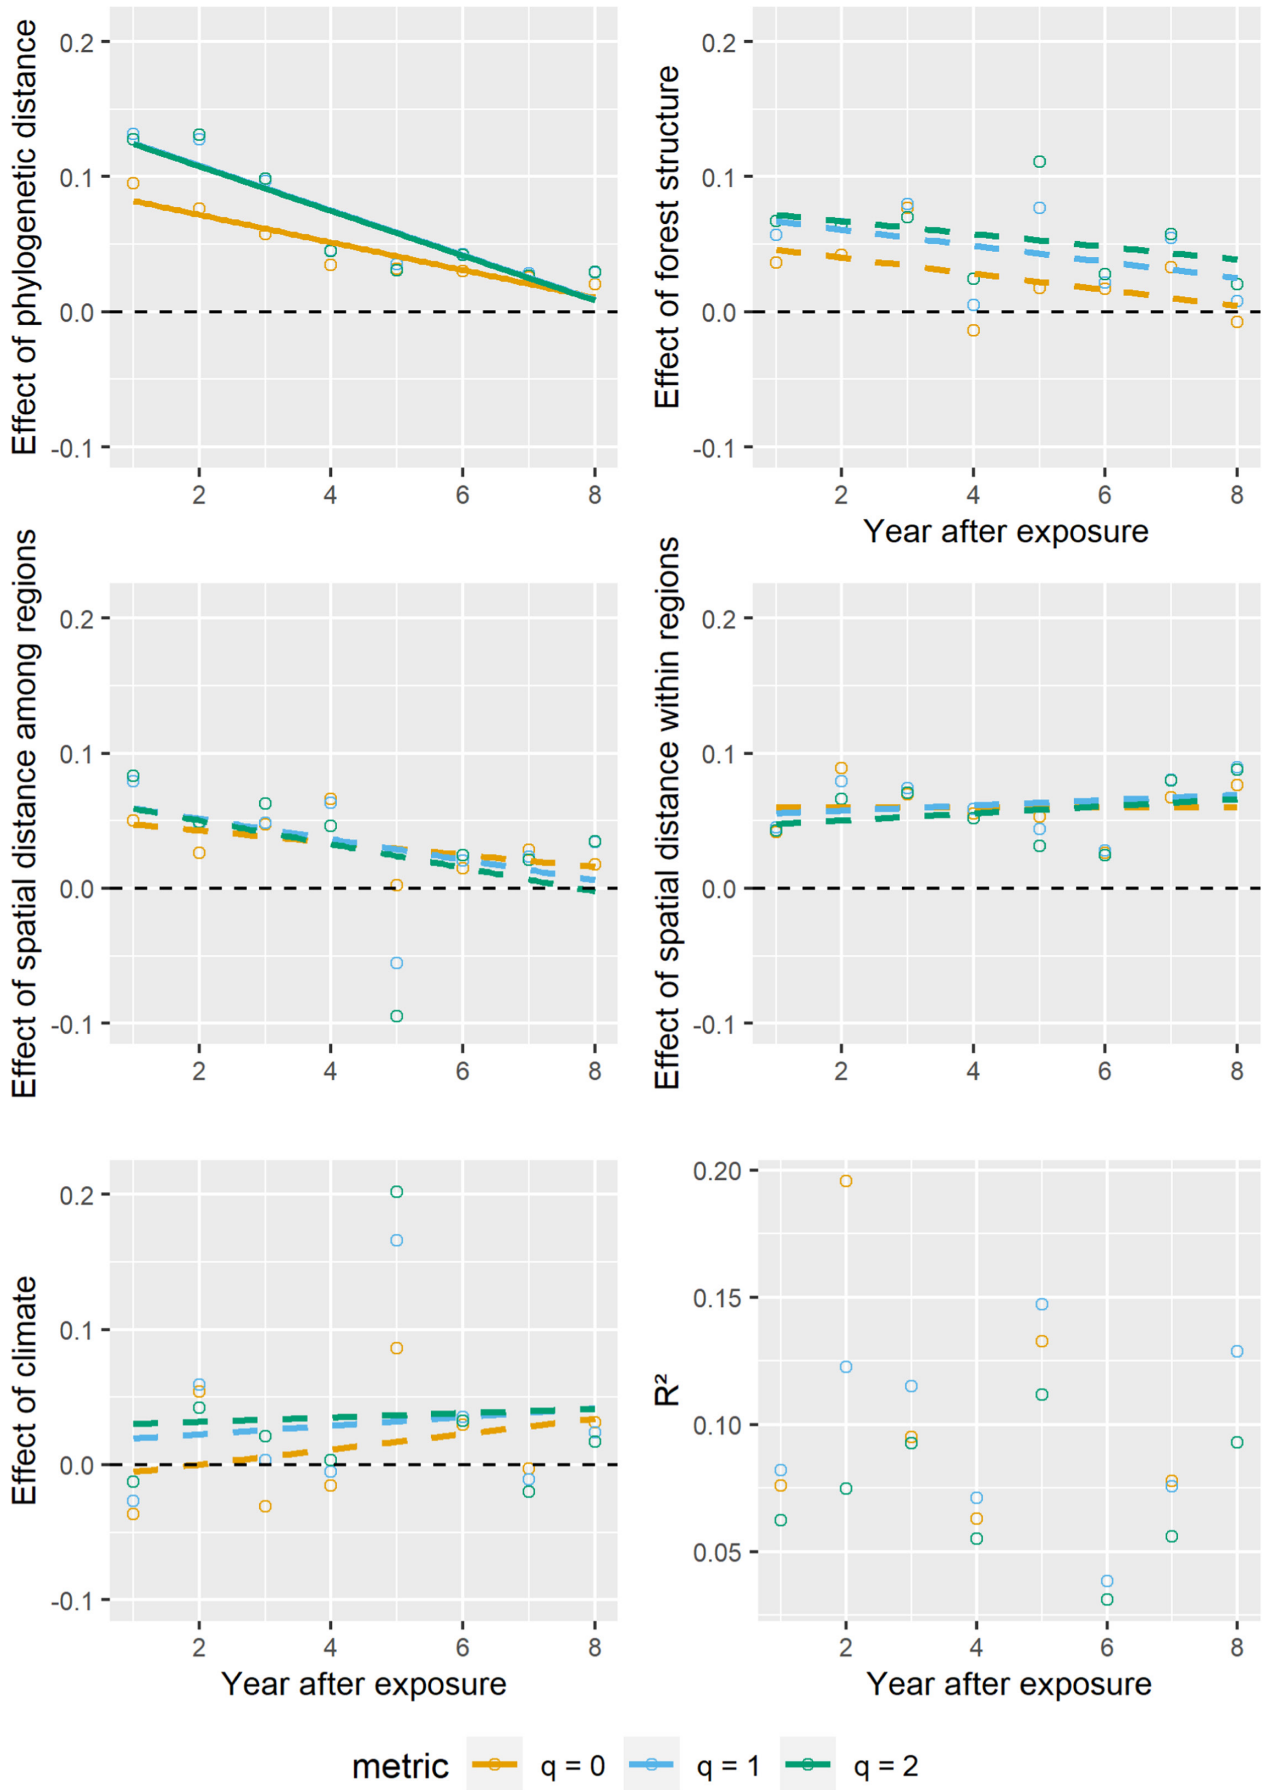 Effect of phylogenetic distance
0.2
0.1
0.0
-0.1
2 4 6 8
Effect of forest structure
0.2
0.1
0.0
-0.1
2 4 6 8
Year after exposure
Effect of spatial distance among regions
0.2
0.1
0.0
-0.1
2 4 6 8
Effect of spatial distance within regions
0.2
0.1
0.0
-0.1
2 4 6 8
Effect of climate
0.2
0.1
0.0
-0.1
2 4 6 8
Year after exposure
R²
0.20
0.15
0.10
0.05
2 4 6 8
Year after exposure
metric q = 0 q = 1 q = 2